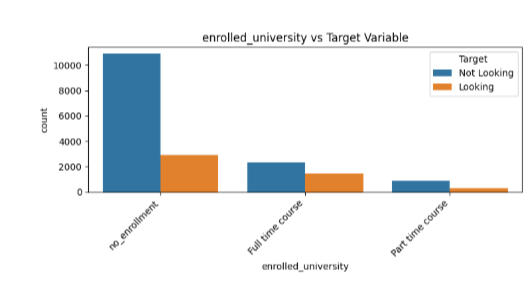 enrolled_university vs Target Variable
Target
Not Looking
Looking
10000
8000
6000
4000
2000
0
count
no_enrollment
Full time course
Part time course
enrolled_university